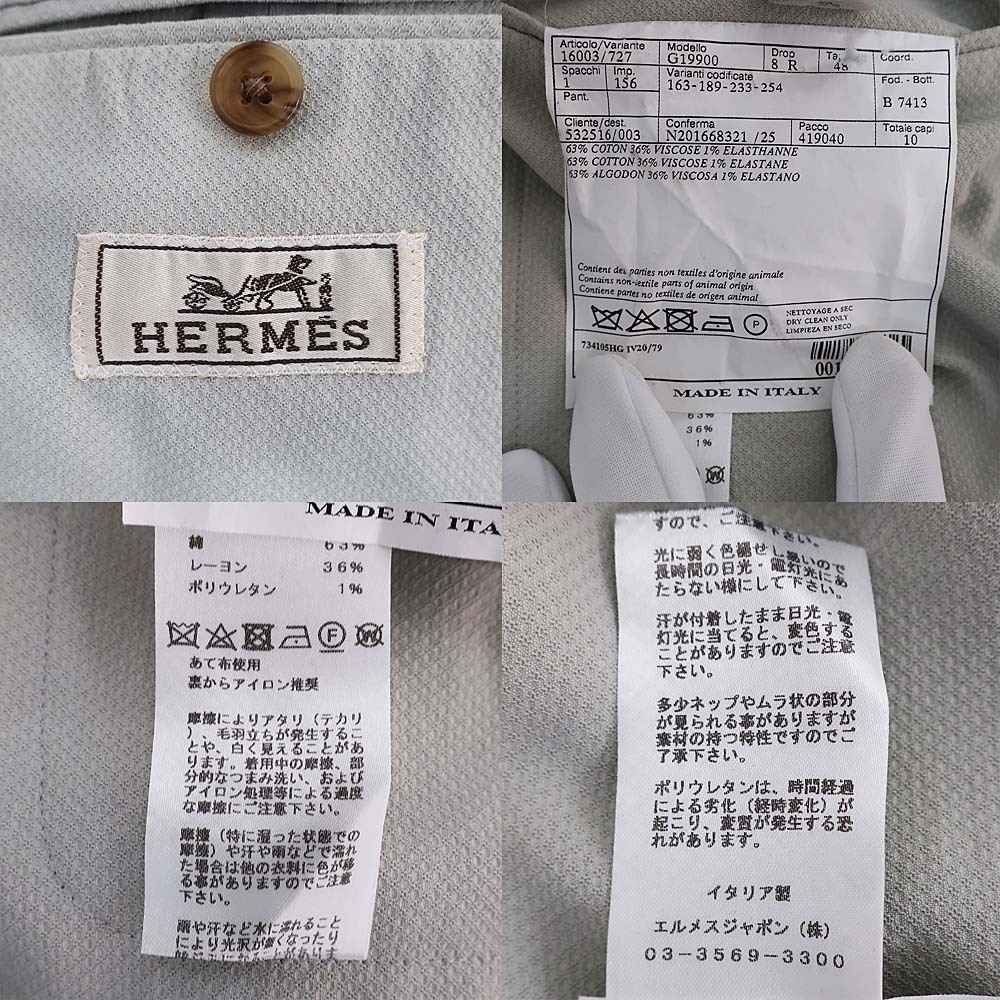 HERMÈS
Articolo/Variante Modello Drop Coord.
16003/727 G19900 8 R 48
Spacchi Imp. Varianti codificate Fod. - Bott.
1 156 163-189-233-254
Pant. B 7413
Cliente/dest. Conferma Pacco Totale capi
532516/003 N201668321 /25 419040 10
63% COTON 36% VISCOSE 1% ELASTHANNE
63% COTTON 36% VISCOSE 1% ELASTANE
63% ALGODON 36% VISCOSA 1% ELASTANO
Contient des parties non textiles d'origine animale
Contains non-textile parts of animal origin
Contiene partes no textiles de origen animal
P
NETTOYAGE A SEC
DRY CLEAN ONLY
LIMPIEZA EN SECO
734105HG IV20/79
001
MADE IN ITALY
63%
36%
1%
W
MADE IN ITA
綿 63%
レーヨン 36%
ポリウレタン 1%
F W
あて布使用
裏からアイロン推奨
摩擦によりアタリ(テカリ
)、毛羽立ちが発生するこ
とや、白く見えることがあ
ります。着用中の摩擦、部
分的なつまみ洗い、および
アイロン処理等による過度
な摩擦にご注意下さい。
摩擦(特に湿った状態での
摩擦)や汗や雨などで濡れ
た場合は他の衣料に色が移
る事がありますのでご注意
下さい。
雨や汗など水に濡れること
により光沢が無くなったり
すので、ご注意下さい。
光に弱く色褪せし易いので
長時間の日光・電灯光にあ
たらない様にして下さい。
汗が付着したまま日光・電
灯光に当てると、変色する
ことがありますのでご注意
下さい。
多少ネップやムラ状の部分
が見られる事がありますが
素材の持つ特性ですのでご
了承下さい。
ポリウレタンは、時間経過
による劣化(経時変化)が
起こり、変質が発生する恐
れがあります。
イタリア製
エルメスジャポン(株)
03-3569-3300